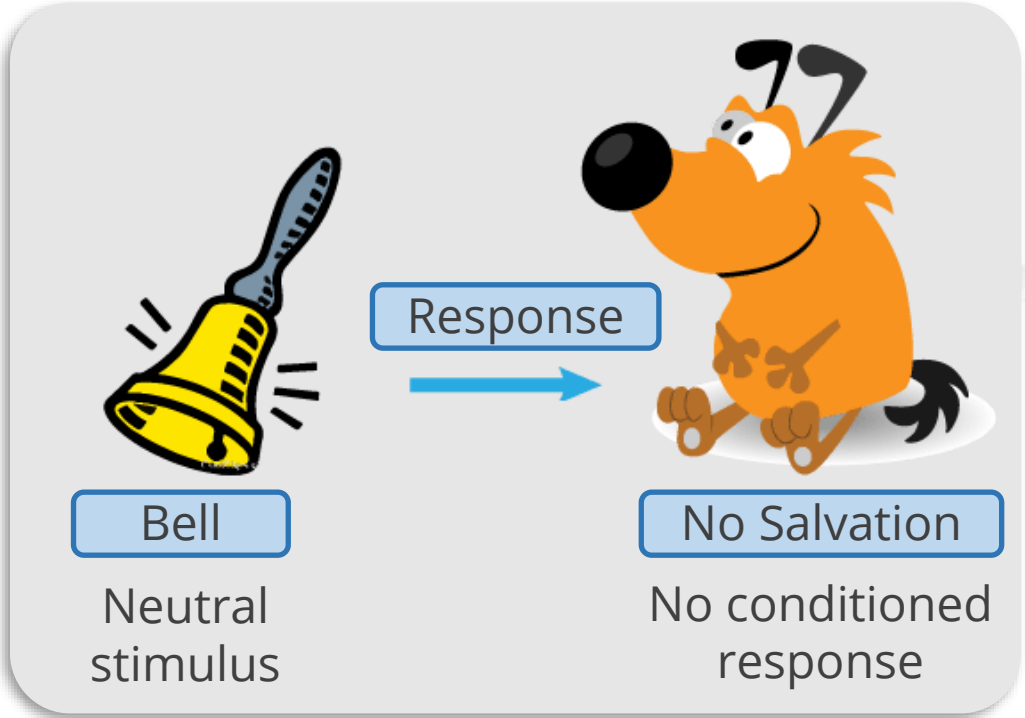 Response
Bell
No Salvation
Neutral
stimulus
No conditioned
response